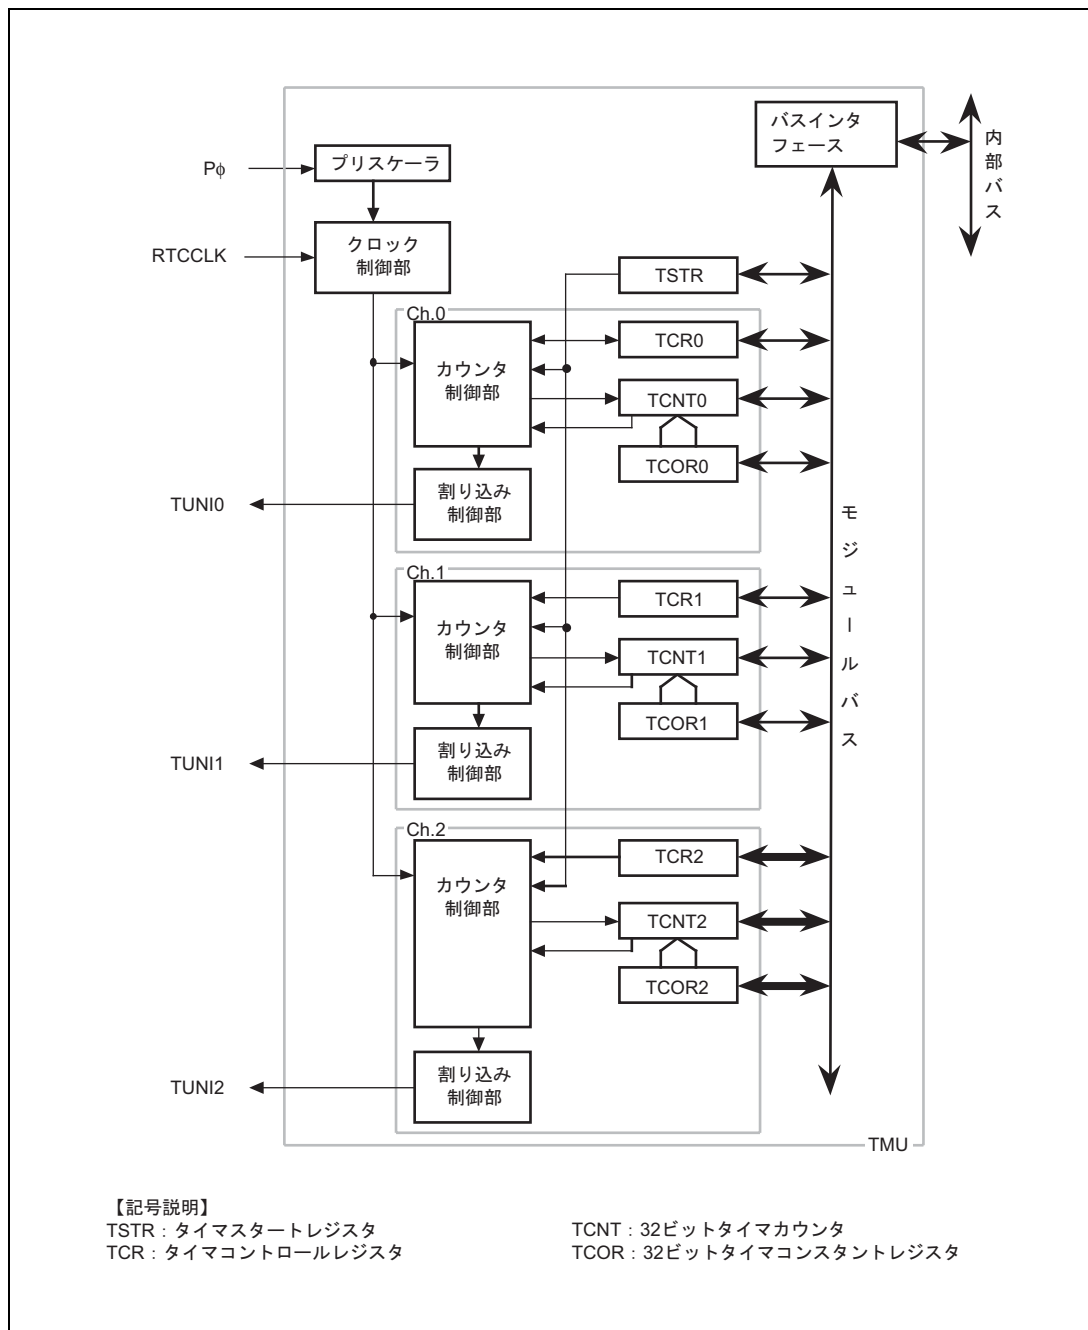 バスインタ
フェース
内部バス
Pφ
プリスケーラ
RTCCLK
クロック
制御部
TSTR
Ch.0
カウンタ
制御部
TCR0
TCNT0
TCOR0
割り込み
制御部
TUNI0
モジュールバス
Ch.1
カウンタ
制御部
TCR1
TCNT1
TCOR1
割り込み
制御部
TUNI1
Ch.2
カウンタ
制御部
TCR2
TCNT2
TCOR2
割り込み
制御部
TUNI2
TMU
【記号説明】
TSTR:タイマスタートレジスタ
TCR:タイマコントロールレジスタ
TCNT:32ビットタイマカウンタ
TCOR:32ビットタイマコンスタントレジスタ